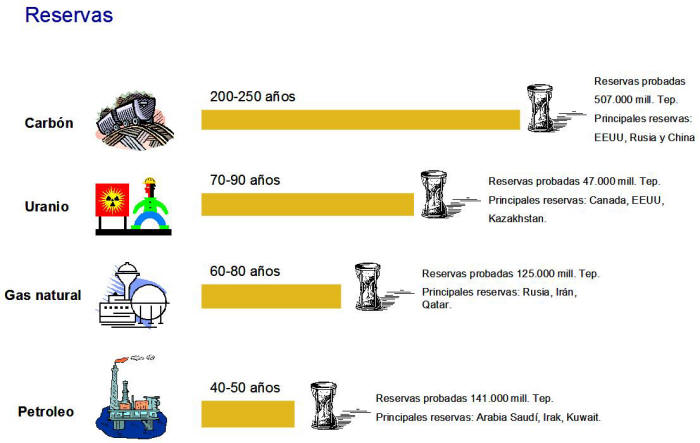 Reservas
200-250 años
Carbón
Reservas probadas
507.000 mill. Tep.
Principales reservas:
EEUU, Rusia y China
70-90 años
Uranio
Reservas probadas 47.000 mill. Tep.
Principales reservas: Canada, EEUU,
Kazakhstan.
60-80 años
Gas natural
Reservas probadas 125.000 mill. Tep.
Principales reservas: Rusia, Irán,
Qatar.
40-50 años
Petroleo
Reservas probadas 141.000 mill. Tep.
Principales reservas: Arabia Saudí, Irak, Kuwait.